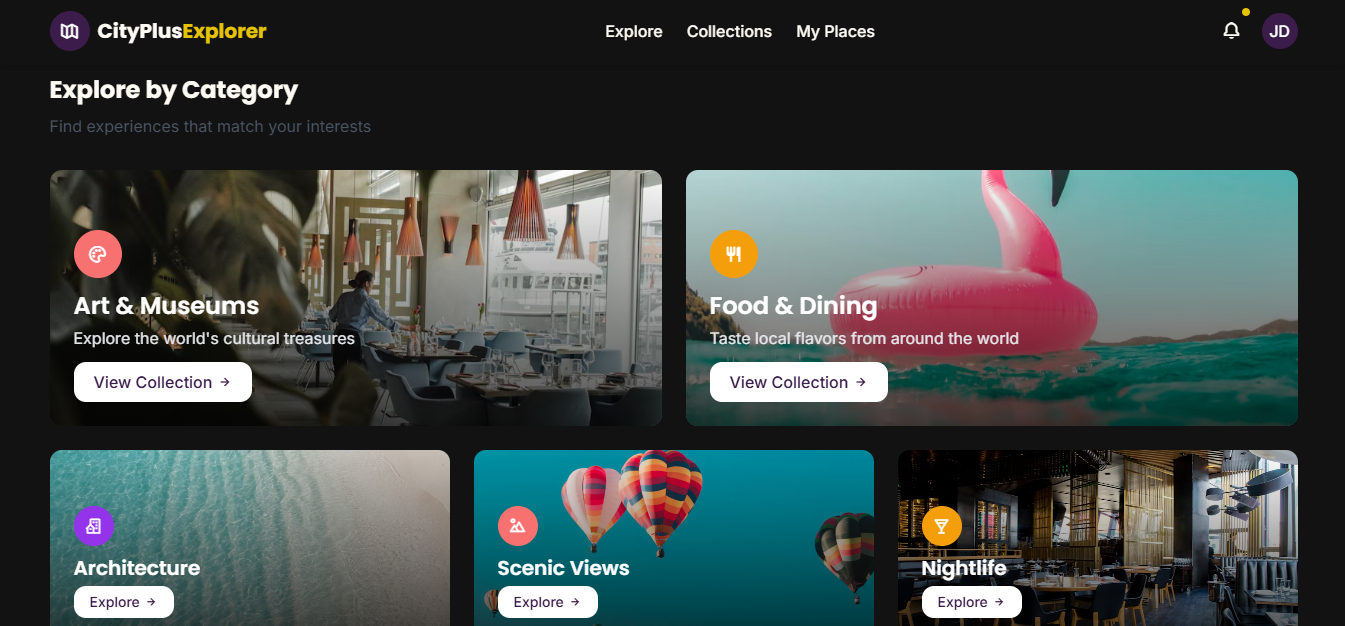 CityPlusExplorer
Explore Collections My Places
JD
Explore by Category
Find experiences that match your interests
Art & Museums
Explore the world's cultural treasures
View Collection →
Food & Dining
Taste local flavors from around the world
View Collection →
Architecture
Explore →
Scenic Views
Explore →
Nightlife
Explore →